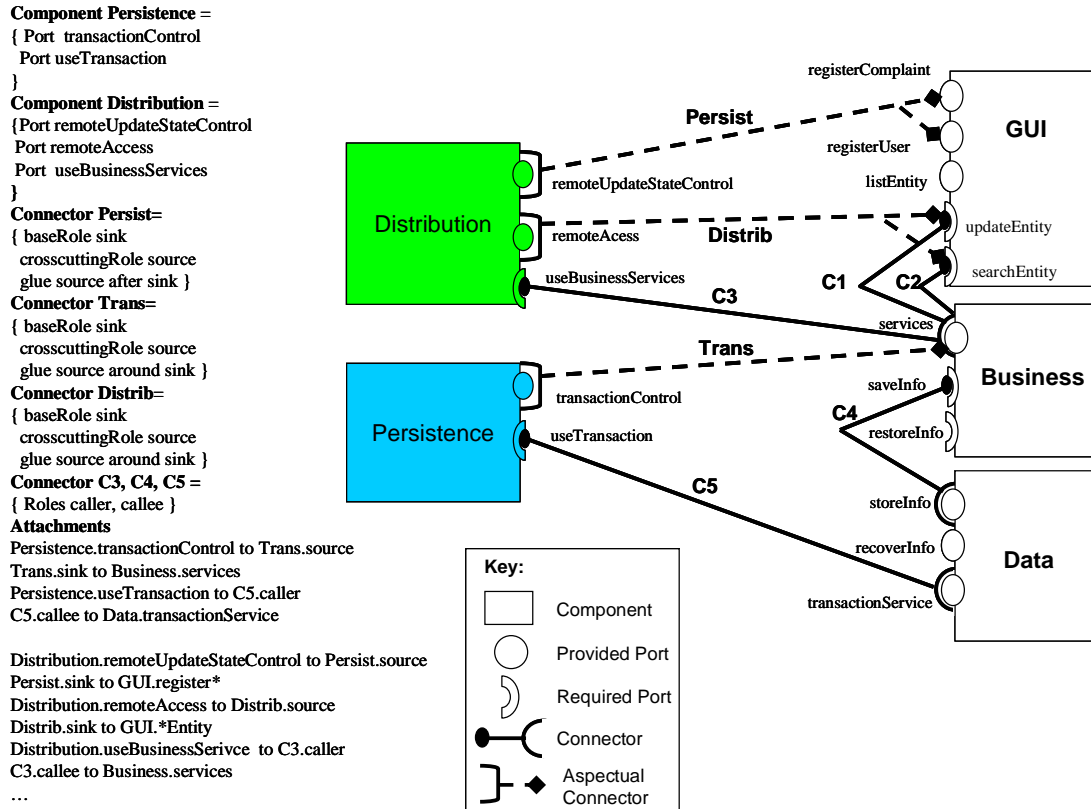 Component Persistence =
{ Port transactionControl
Port useTransaction
}
Component Distribution =
{Port remoteUpdateStateControl
Port remoteAccess
Port useBusinessServices
}
Connector Persist=
{ baseRole sink
crosscuttingRole source
glue source after sink }
Connector Trans=
{ baseRole sink
crosscuttingRole source
glue source around sink }
Connector Distrib=
{ baseRole sink
crosscuttingRole source
glue source around sink }
Connector C3, C4, C5 =
{ Roles caller, callee }
Attachments
Persistence.transactionControl to Trans.source
Trans.sink to Business.services
Persistence.useTransaction to C5.caller
C5.callee to Data.transactionService
Distribution.remoteUpdateStateControl to Persist.source
Persist.sink to GUI.register*
Distribution.remoteAccess to Distrib.source
Distrib.sink to GUI.*Entity
Distribution.useBusinessSerivce to C3.caller
C3.callee to Business.services
…
Distribution
remoteUpdateStateControl
remoteAcess
useBusinessServices
Persistence
transactionControl
useTransaction
Persist
Distrib
C1
C2
C3
Trans
C4
C5
registerComplaint
registerUser
listEntity
GUI
updateEntity
searchEntity
services
saveInfo
restoreInfo
Business
storeInfo
recoverInfo
transactionService
Data
Key:
Component
Provided Port
Required Port
Connector
Aspectual
Connector